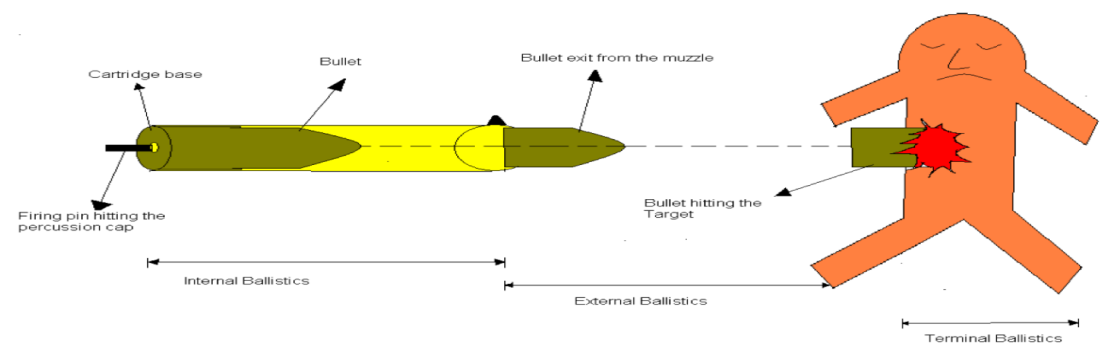 Cartridge base
Bullet
Bullet exit from the muzzle
Firing pin hitting the
percussion cap
Bullet hitting the
Target
Internal Ballistics
External Ballistics
Terminal Ballistics